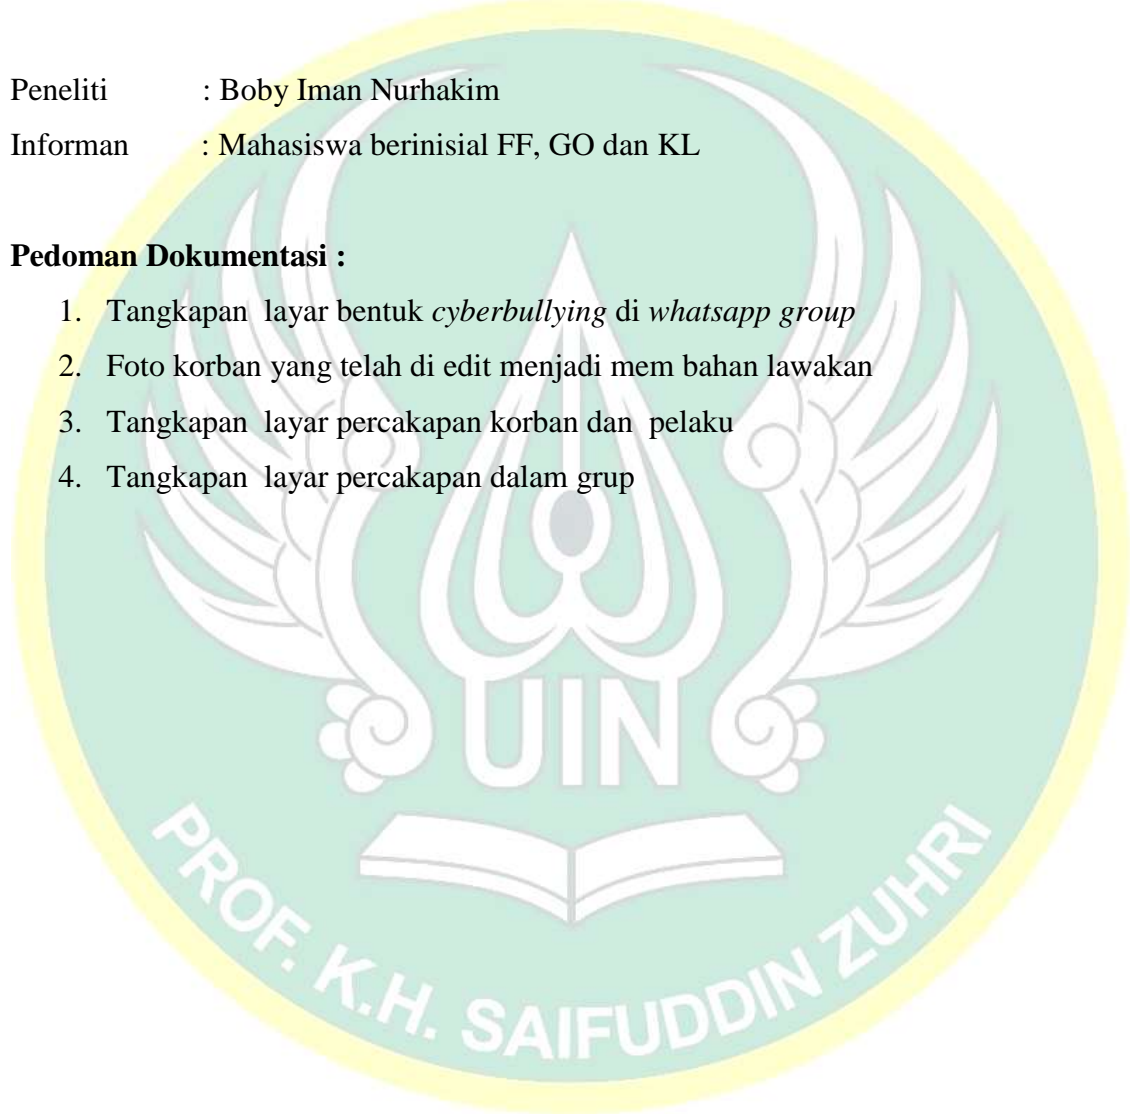 Peneliti : Boby Iman Nurhakim
Informan : Mahasiswa berinisial FF, GO dan KL
Pedoman Dokumentasi :
1. Tangkapan layar bentuk cyberbullying di whatsapp group
2. Foto korban yang telah di edit menjadi mem bahan lawakan
3. Tangkapan layar percakapan korban dan pelaku
4. Tangkapan layar percakapan dalam grup
UIN
PROF. K.H. SAIFUDDIN ZUHRI